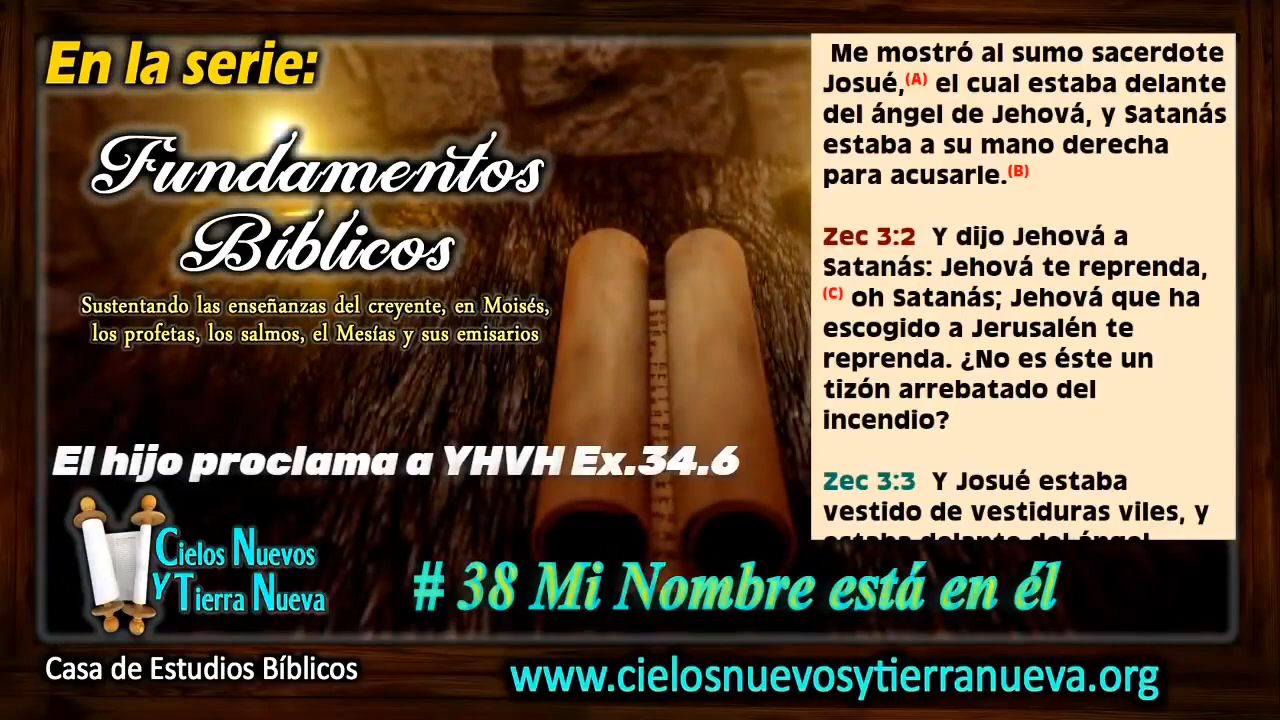 En la serie:
Fundamentos
Bíblicos
Sustentando las enseñanzas del creyente, en Moisés,
los profetas, los salmos, el Mesías y sus emisarios
El hijo proclama a YHVH Ex.34.6
Cielos Nuevos
Y Tierra Nueva
# 38 Mi Nombre está en él
Casa de Estudios Bíblicos
www.cielosnuevosytierranueva.org
Me mostró al sumo sacerdote
Josué,(A) el cual estaba delante
del ángel de Jehová, y Satanás
estaba a su mano derecha
para acusarle.(B)
Zec 3:2 Y dijo Jehová a
Satanás: Jehová te reprenda,
(C) oh Satanás; Jehová que ha
escogido a Jerusalén te
reprenda. ¿No es éste un
tizón arrebatado del
incendio?
Zec 3:3 Y Josué estaba
vestido de vestiduras viles, y
estaba delante del ángel